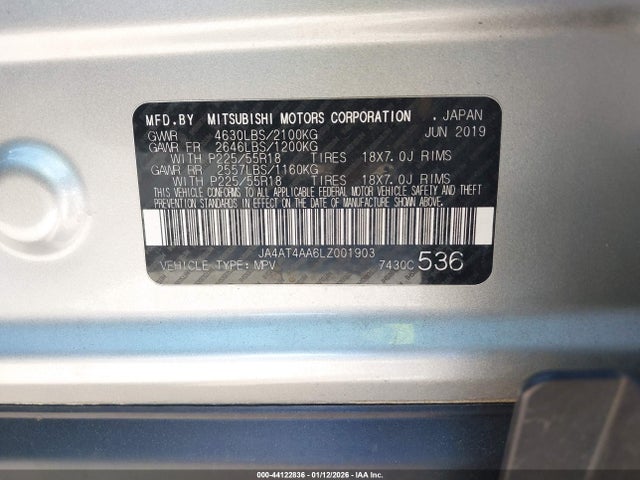 MFD.BY MITSUBISHI MOTORS CORPORATION . JAPAN
GVWR 4630LBS/2100KG JUN 2019
GAWR FR 2646LBS/1200KG
WITH P225/55R18 TIRES 18X7.0J RIMS
GAWR RR 2557LBS/1160KG
WITH P225/55R18 TIRES 18X7.0J RIMS
THIS VEHICLE CONFORMS TO ALL APPLICABLE FEDERAL MOTOR VEHICLE SAFETY AND THEFT
PREVENTION STANDARDS IN EFFECT ON THE DATE OF MANUFACTURE SHOWN ABOVE.
JA4AT4AA6LZ001903
VEHICLE TYPE: MPV 7430C 536
000-44122836 - 01/12/2026 - IAA Inc.